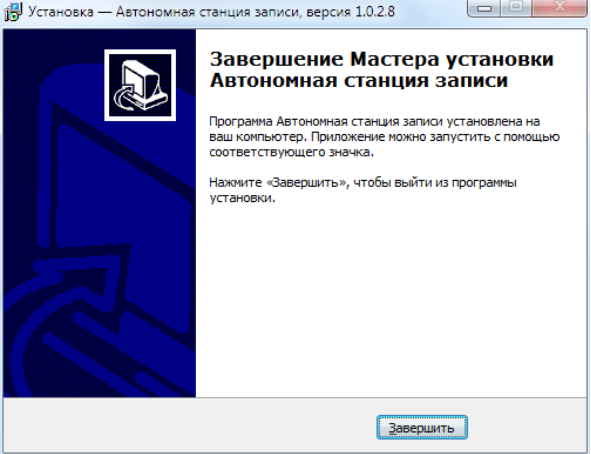 Установка — Автономная станция записи, версия 1.0.2.8
Завершение Мастера установки
Автономная станция записи
Программа Автономная станция записи установлена на
ваш компьютер. Приложение можно запустить с помощью
соответствующего значка.
Нажмите «Завершить», чтобы выйти из программы
установки.
Завершить